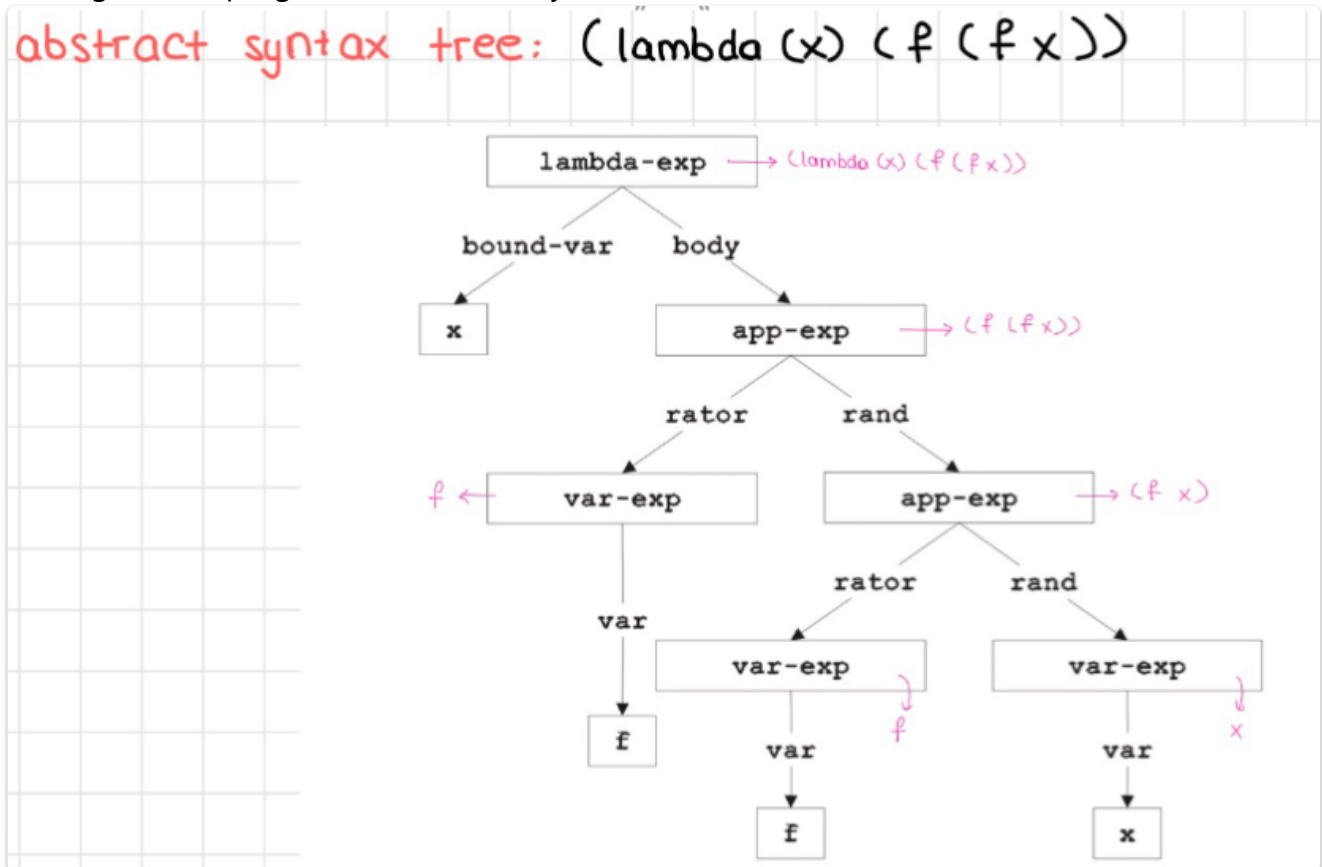 abstract syntax tree: (lambda (x) (f (f x))
lambda-exp → (lambda (x) (f (f x))
bound-var body
x app-exp → (f (f x))
rator rand
f ← var-exp app-exp → (f x)
rator rand
var
var-exp var-exp
f x
f var var
f x